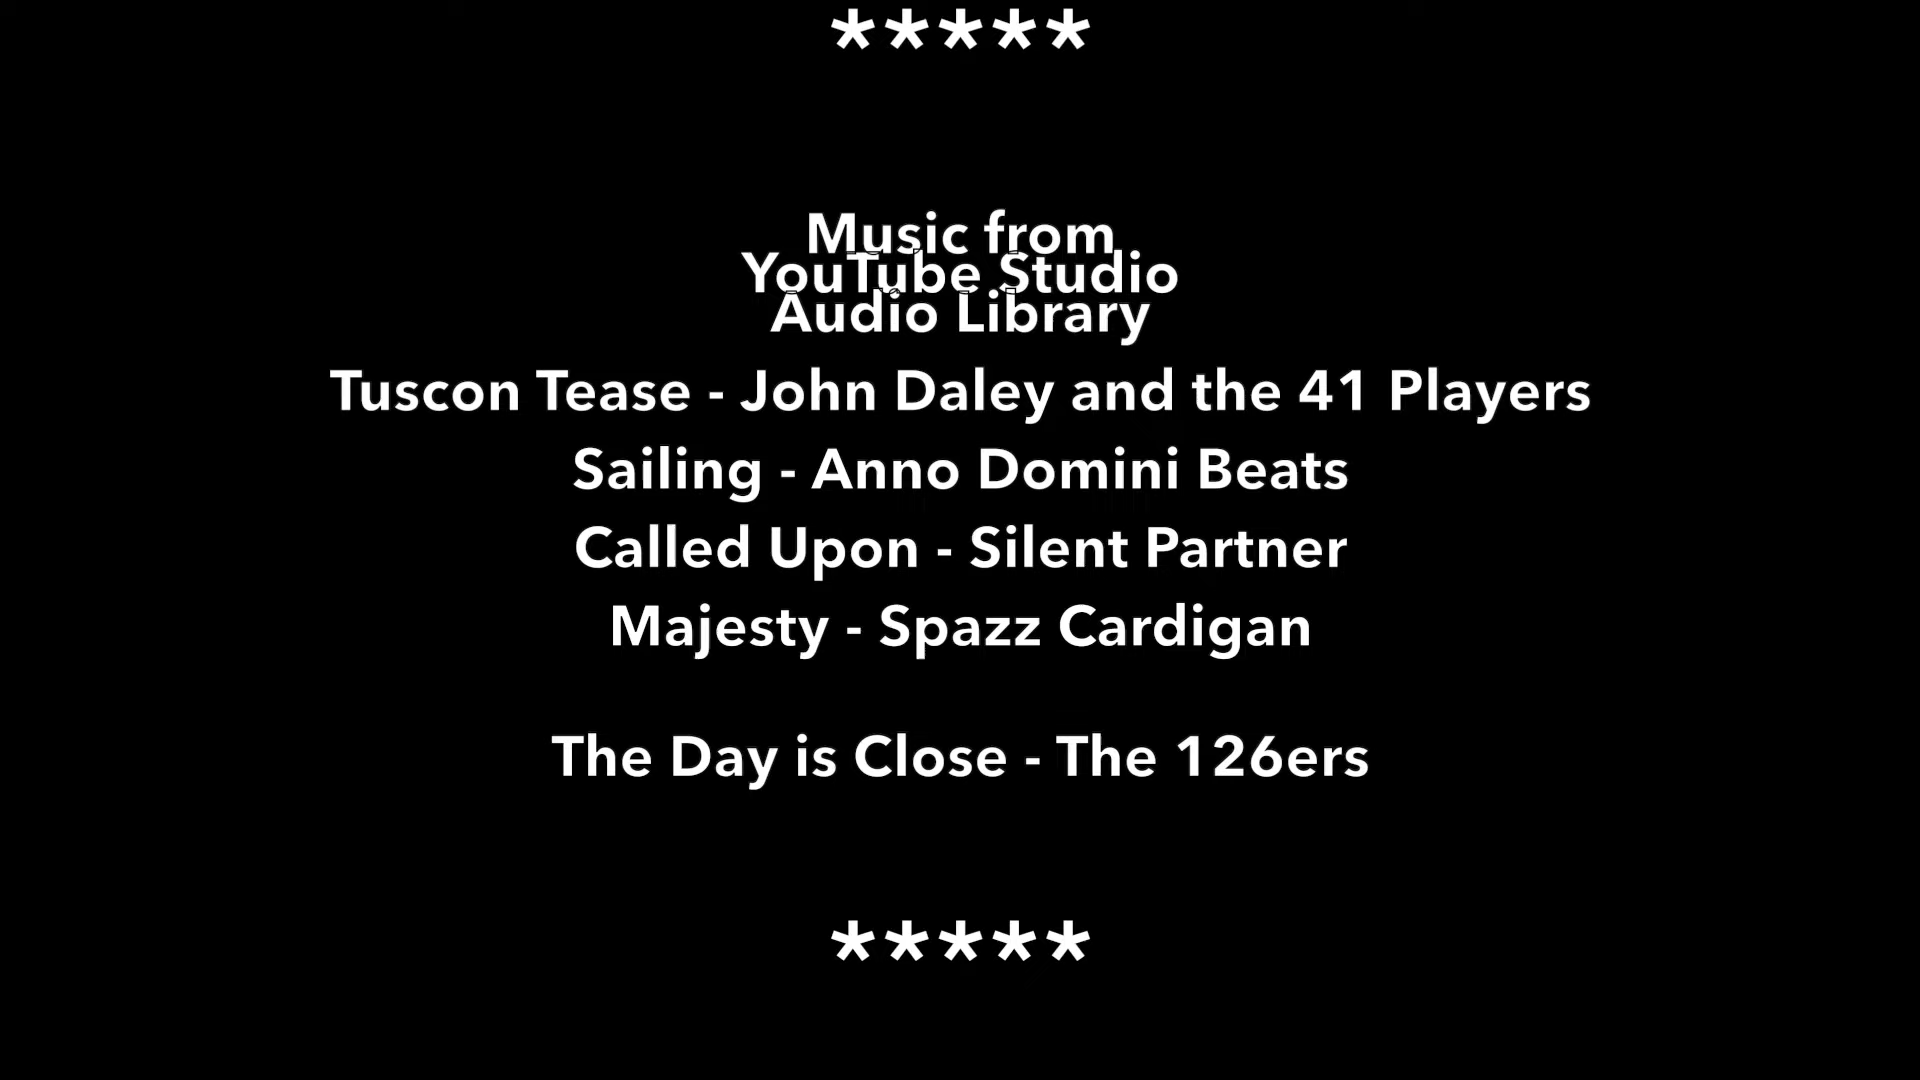 *****
Music from
YouTube Studio
Audio Library
Tuscon Tease - John Daley and the 41 Players
Sailing - Anno Domini Beats
Called Upon - Silent Partner
Majesty - Spazz Cardigan
The Day is Close - The 126ers
*****